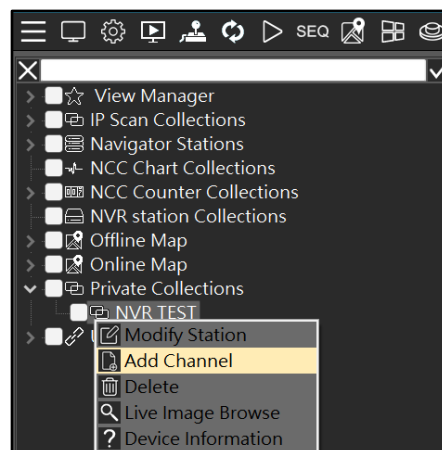 SEQ
View Manager
IP Scan Collections
Navigator Stations
NCC Chart Collections
NCC Counter Collections
NVR station Collections
Offline Map
Online Map
Private Collections
NVR TEST
Modify Station
Add Channel
Delete
Live Image Browse
Device Information